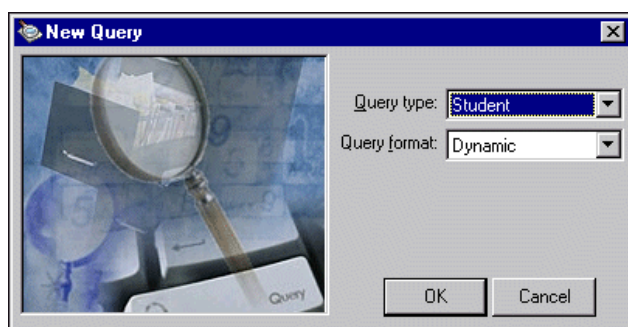 New Query
Query type: Student
Query format: Dynamic
Query
OK Cancel